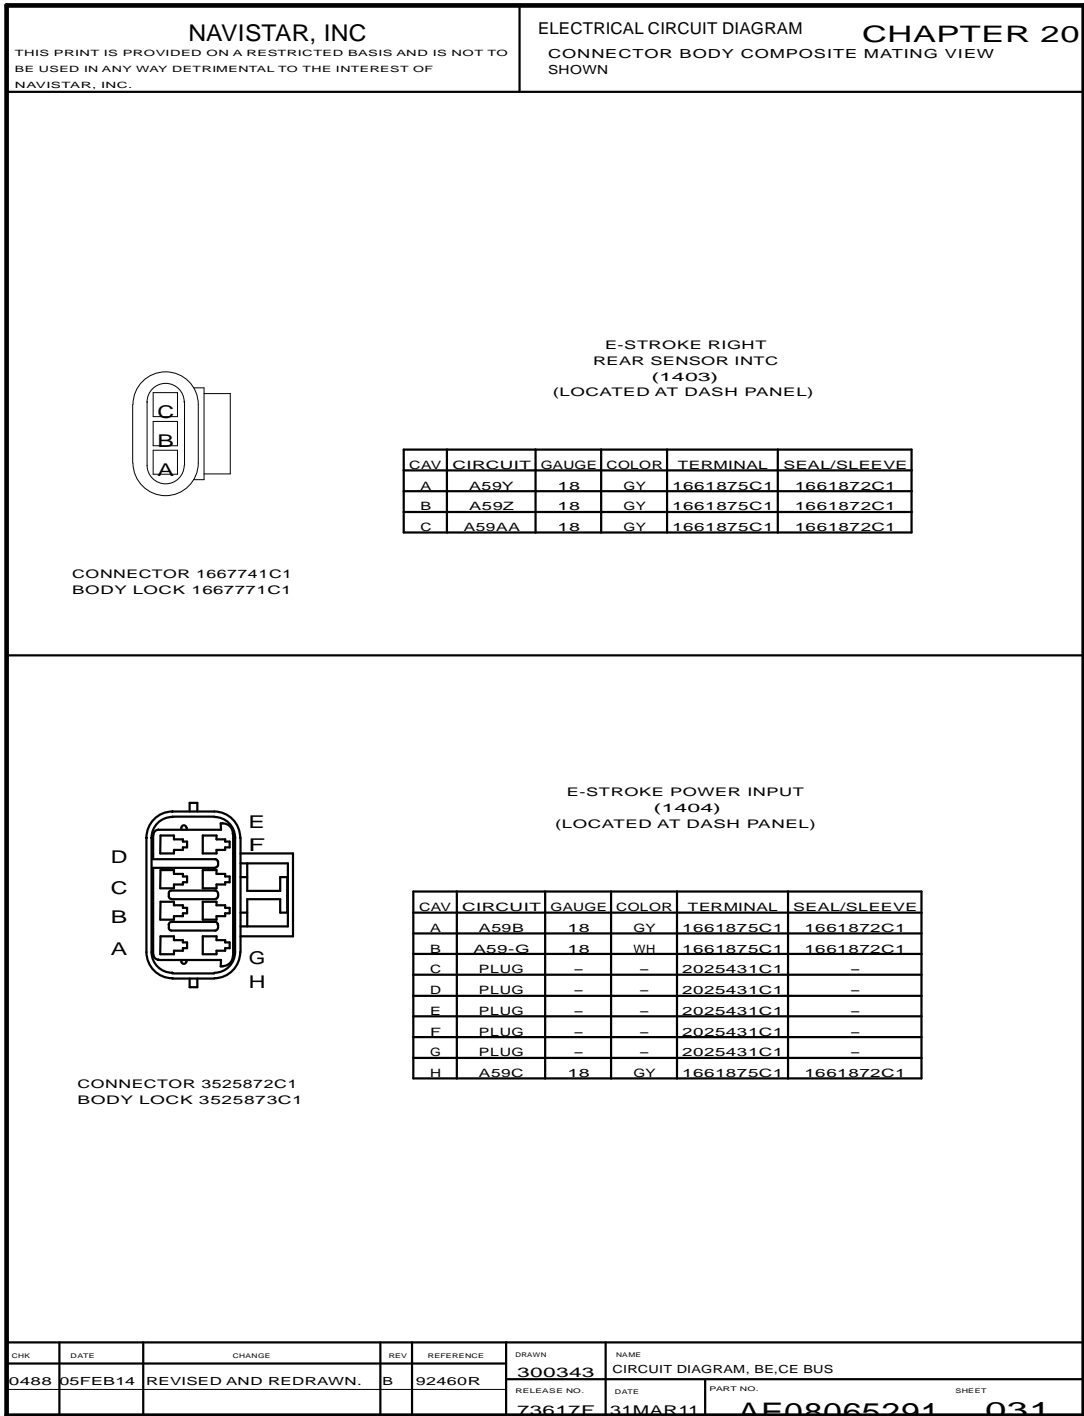 NAVISTAR, INC
THIS PRINT IS PROVIDED ON A RESTRICTED BASIS AND IS NOT TO
BE USED IN ANY WAY DETRIMENTAL TO THE INTEREST OF
NAVISTAR, INC.
ELECTRICAL CIRCUIT DIAGRAM CHAPTER 20
CONNECTOR BODY COMPOSITE MATING VIEW
SHOWN
E-STROKE RIGHT
REAR SENSOR INTC
(1403)
(LOCATED AT DASH PANEL)
C
B
A
CAV CIRCUIT GAUGE COLOR TERMINAL SEAL/SLEEVE
A A59Y 18 GY 1661875C1 1661872C1
B A59Z 18 GY 1661875C1 1661872C1
C A59AA 18 GY 1661875C1 1661872C1
CONNECTOR 1667741C1
BODY LOCK 1667771C1
E-STROKE POWER INPUT
(1404)
(LOCATED AT DASH PANEL)
E
F
D
C
B
A
G
H
CAV CIRCUIT GAUGE COLOR TERMINAL SEAL/SLEEVE
A A59B 18 GY 1661875C1 1661872C1
B A59-G 18 WH 1661875C1 1661872C1
C PLUG – – 2025431C1 –
D PLUG – – 2025431C1 –
E PLUG – – 2025431C1 –
F PLUG – – 2025431C1 –
G PLUG – – 2025431C1 –
H A59C 18 GY 1661875C1 1661872C1
CONNECTOR 3525872C1
BODY LOCK 3525873C1
CHK DATE CHANGE REV REFERENCE
0488 05FEB14 REVISED AND REDRAWN. B 92460R
DRAWN
300343
NAME
CIRCUIT DIAGRAM, BE,CE BUS
RELEASE NO. DATE PART NO. SHEET
73617F 31MAR11 AE08065291 031